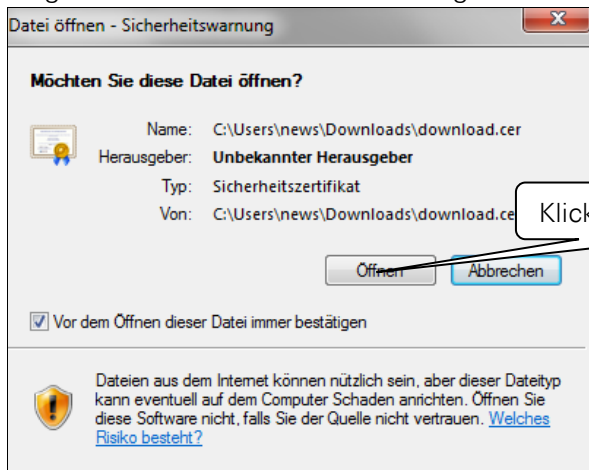 Datei öffnen - Sicherheitswarnung
Möchten Sie diese Datei öffnen?
Name: C:\Users\news\Downloads\download.cer
Herausgeber: Unbekannter Herausgeber
Typ: Sicherheitszertifikat
Von: C:\Users\news\Downloads\download.ce
Klick
Öffnen Abbrechen
Vor dem Öffnen dieser Datei immer bestätigen
Dateien aus dem Internet können nützlich sein, aber dieser Dateityp
kann eventuell auf dem Computer Schaden anrichten. Öffnen Sie
diese Software nicht, falls Sie der Quelle nicht vertrauen. Welches
Risiko besteht?